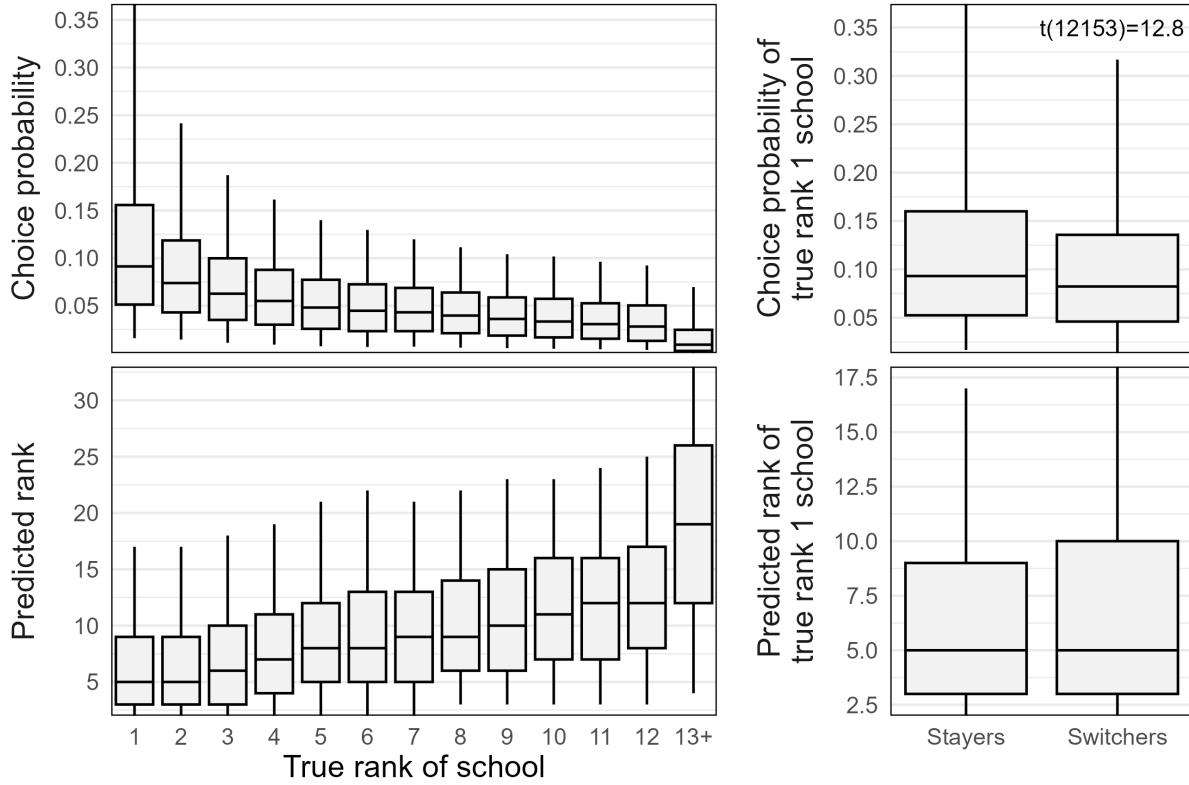 Choice probability
0.35
0.30
0.25
0.20
0.15
0.10
0.05
Choice probability of
true rank 1 school
0.35
0.30
0.25
0.20
0.15
0.10
0.05
t(12153)=12.8
Predicted rank
30
25
20
15
10
5
1 2 3 4 5 6 7 8 9 10 11 12 13+
True rank of school
Predicted rank of
true rank 1 school
17.5
15.0
12.5
10.0
7.5
5.0
2.5
Stayers Switchers